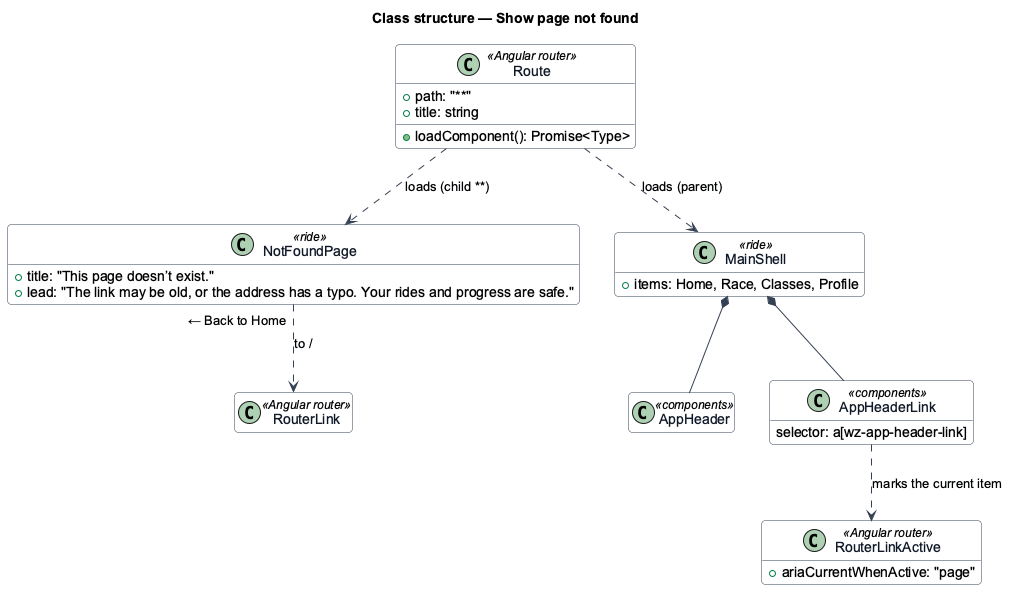 Class structure — Show page not found
C «Angular router»
Route
path: "**"
title: string
loadComponent(): Promise<Type>
loads (child **)
loads (parent)
C «ride»
NotFoundPage
title: "This page doesn’t exist."
lead: "The link may be old, or the address has a typo. Your rides and progress are safe."
C «ride»
MainShell
items: Home, Race, Classes, Profile
← Back to Home
to /
C «Angular router»
RouterLink
C «components»
AppHeader
C «components»
AppHeaderLink
selector: a[wz-app-header-link]
marks the current item
C «Angular router»
RouterLinkActive
ariaCurrentWhenActive: "page"